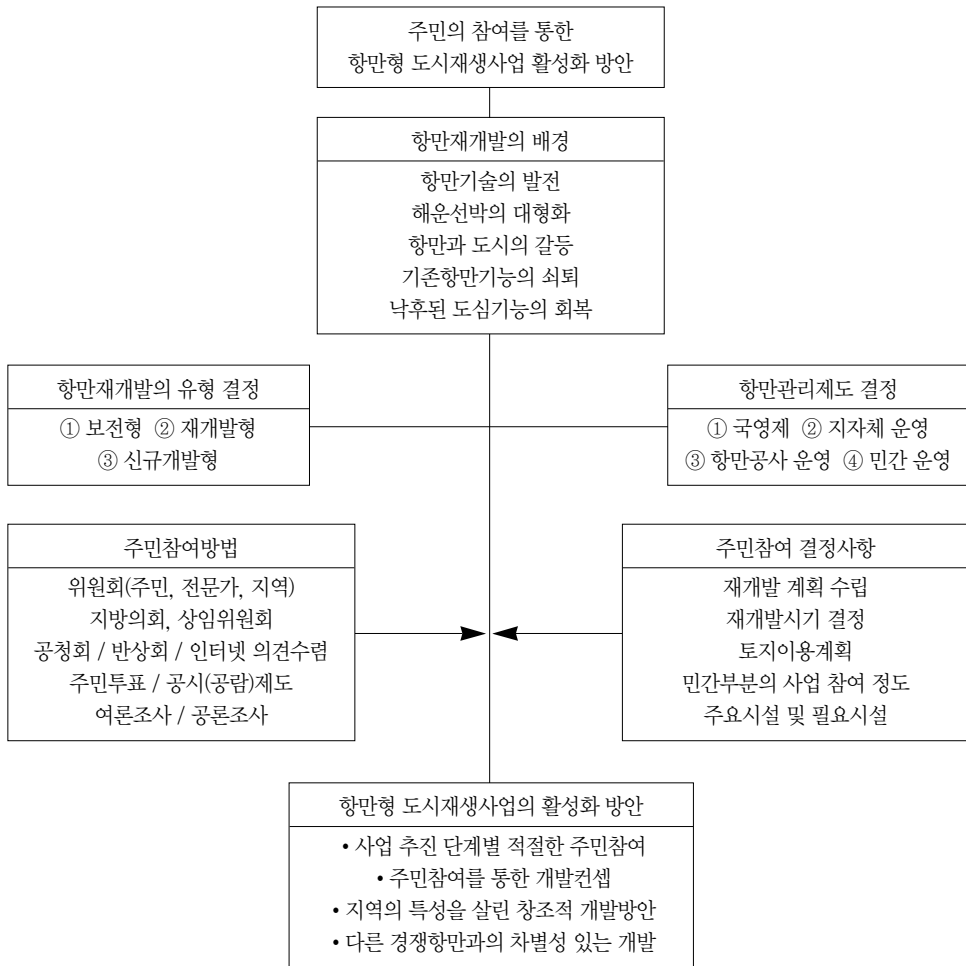 주민의 참여를 통한
항만형 도시재생사업 활성화 방안
항만재개발의 배경
항만기술의 발전
해운선박의 대형화
항만과 도시의 갈등
기존항만기능의 쇠퇴
낙후된 도심기능의 회복
항만재개발의 유형 결정
① 보전형 ② 재개발형
③ 신규개발형
항만관리제도 결정
① 국영제 ② 지자체 운영
③ 항만공사 운영 ④ 민간 운영
주민참여방법
위원회(주민, 전문가, 지역)
지방의회, 상임위원회
공청회 / 반상회 / 인터넷 의견수렴
주민투표 / 공시(공람)제도
여론조사 / 공론조사
주민참여 결정사항
재개발 계획 수립
재개발시기 결정
토지이용계획
민간부분의 사업 참여 정도
주요시설 및 필요시설
항만형 도시재생사업의 활성화 방안
• 사업 추진 단계별 적절한 주민참여
• 주민참여를 통한 개발컨셉
• 지역의 특성을 살린 창조적 개발방안
• 다른 경쟁항만과의 차별성 있는 개발